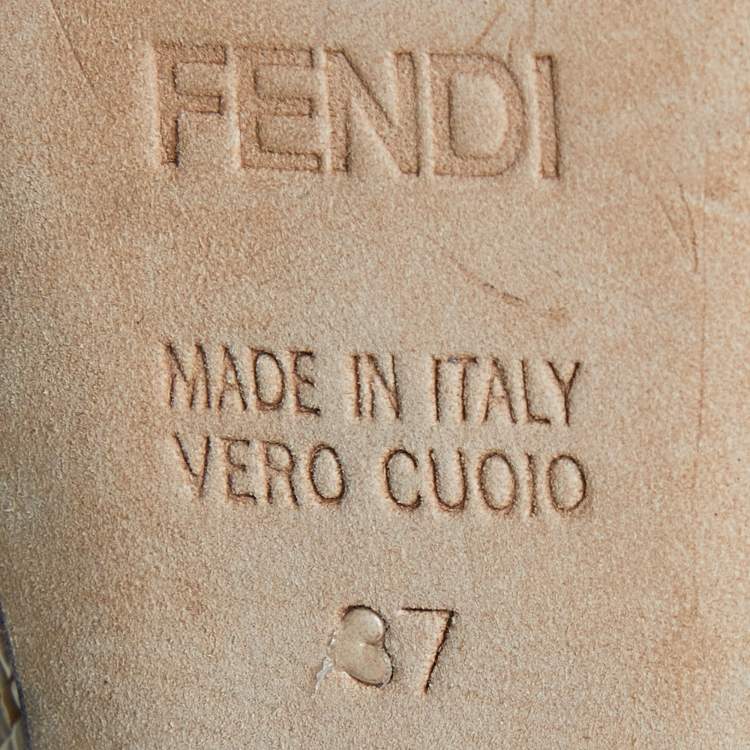 FENDI
MADE IN ITALY
VERO CUOIO
37